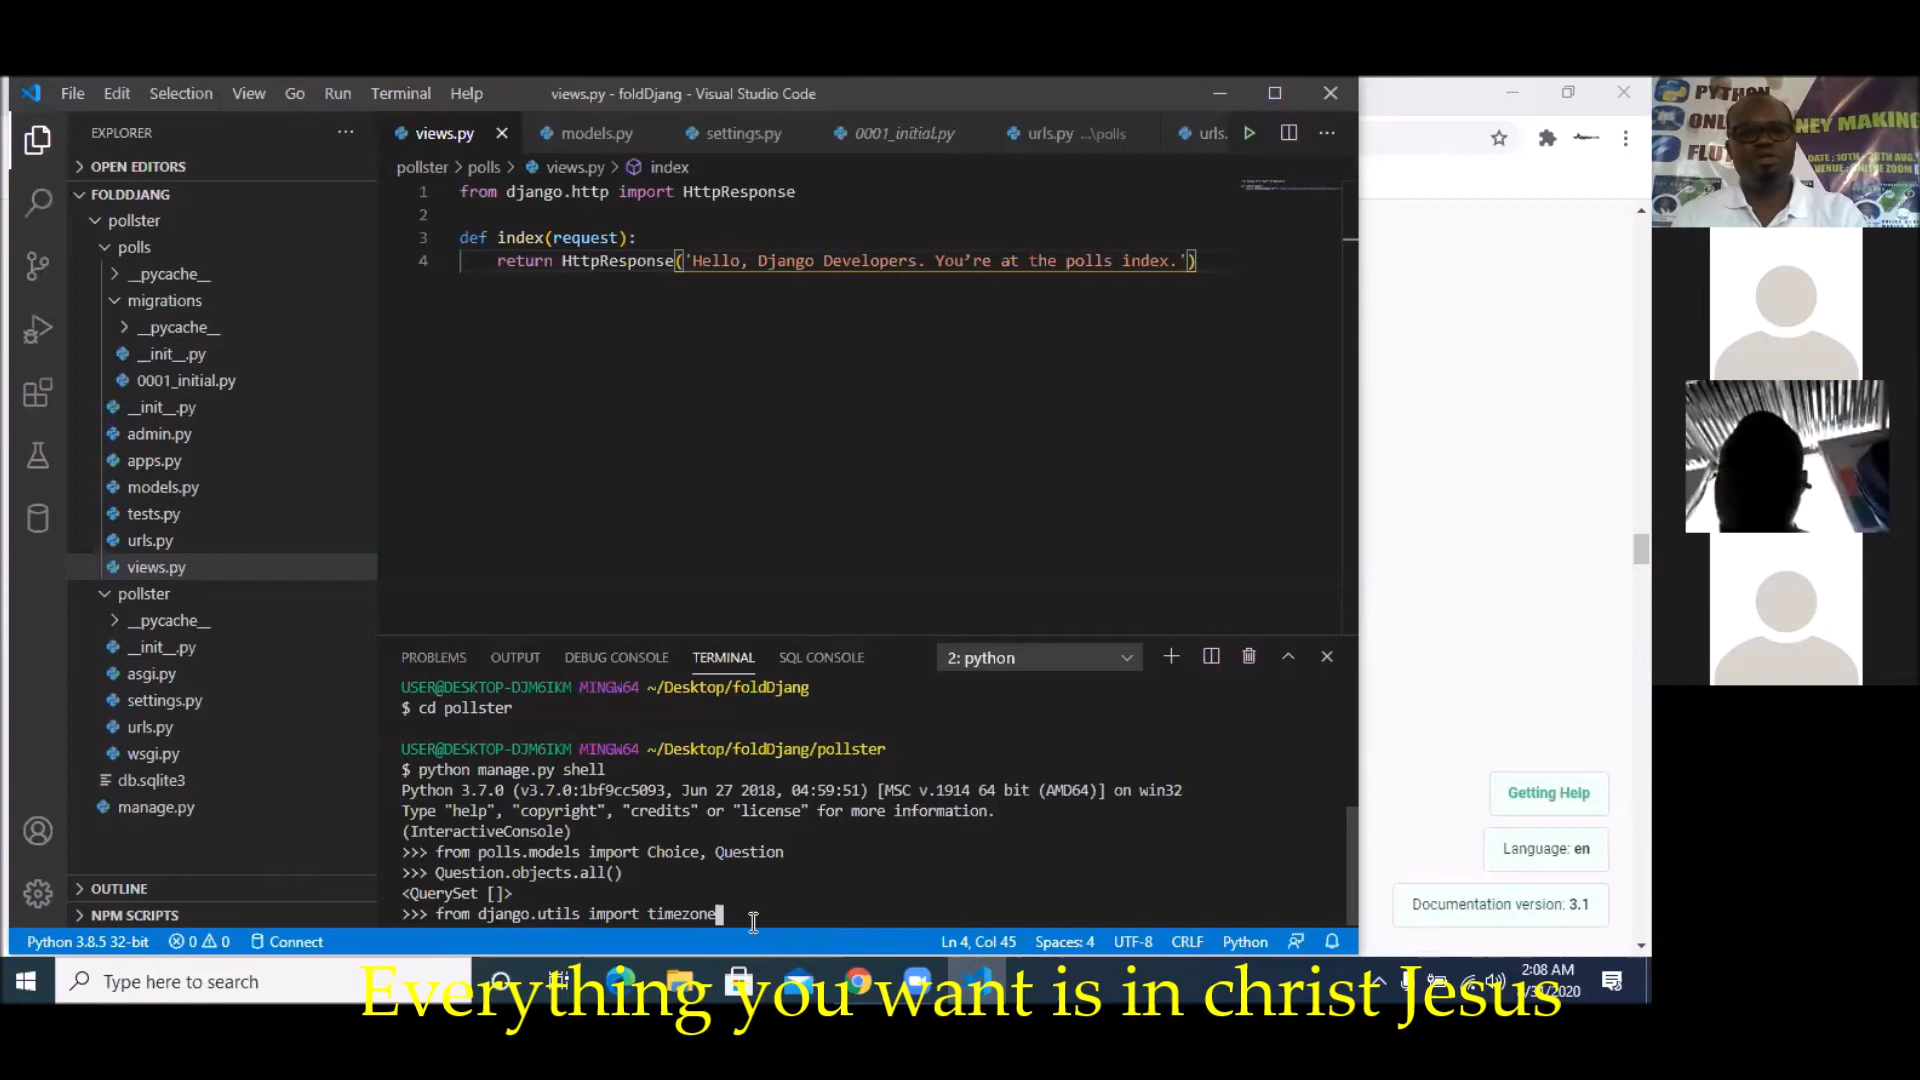 File Edit Selection View Go Run Terminal Help views.py - foldDjang - Visual Studio Code
EXPLORER
OPEN EDITORS
FOLDDJANG
pollster
polls
__pycache__
migrations
__pycache__
__init__.py
0001_initial.py
__init__.py
admin.py
apps.py
models.py
tests.py
urls.py
views.py
pollster
__pycache__
__init__.py
asgi.py
settings.py
urls.py
wsgi.py
db.sqlite3
manage.py
OUTLINE
NPM SCRIPTS
views.py models.py settings.py 0001_initial.py urls.py ...\polls urls.
pollster > polls > views.py > index
1 from django.http import HttpResponse
2
3 def index(request):
4 return HttpResponse('Hello, Django Developers. You’re at the polls index.')
PROBLEMS OUTPUT DEBUG CONSOLE TERMINAL SQL CONSOLE 2: python
USER@DESKTOP-DJM6IKM MINGW64 ~/Desktop/foldDjang
$ cd pollster
USER@DESKTOP-DJM6IKM MINGW64 ~/Desktop/foldDjang/pollster
$ python manage.py shell
Python 3.7.0 (v3.7.0:1bf9cc5093, Jun 27 2018, 04:59:51) [MSC v.1914 64 bit (AMD64)] on win32
Type "help", "copyright", "credits" or "license" for more information.
(InteractiveConsole)
>>> from polls.models import Choice, Question
>>> Question.objects.all()
<QuerySet []>
>>> from django.utils import timezone
Python 3.8.5 32-bit 0 0 Connect Ln 4, Col 45 Spaces: 4 UTF-8 CRLF Python
Getting Help
Language: en
Documentation version: 3.1
PYTHON
NEY MAKING
DATE : 10TH - 28TH AUG
Type here to search
2:08 AM
Everything you want is in christ Jesus